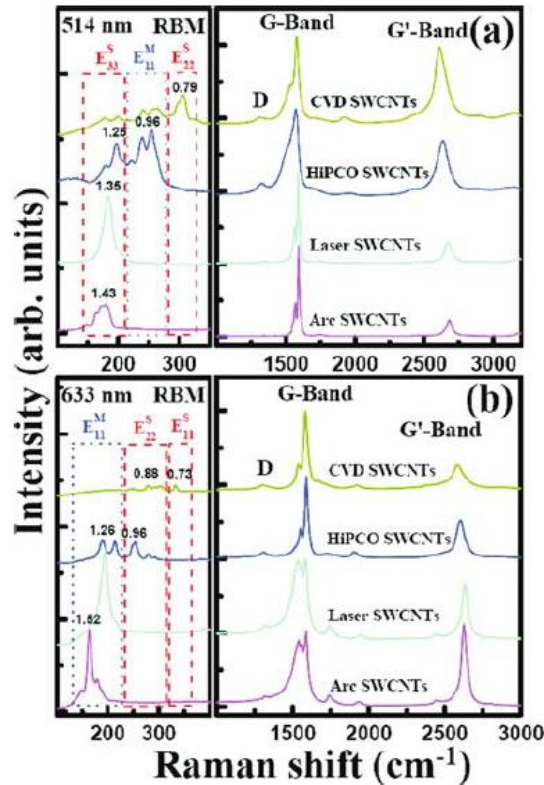 514 nm RBM G-Band G'-Band (a)
E^S_33 E^M_11 E^S_22
0.79
D CVD SWCNTs
1.25 0.96
HiPCO SWCNTs
1.35
Laser SWCNTs
1.43
Arc SWCNTs
200 300 1500 2000 2500 3000
633 nm RBM G-Band (b)
E^M_11 E^S_22 E^S_11 G'-Band
D
0.88 0.73 CVD SWCNTs
1.26 0.96 HiPCO SWCNTs
Laser SWCNTs
Arc SWCNTs
200 300 1500 2000 2500 3000
Raman shift (cm-1)
Intensity (arb. units)